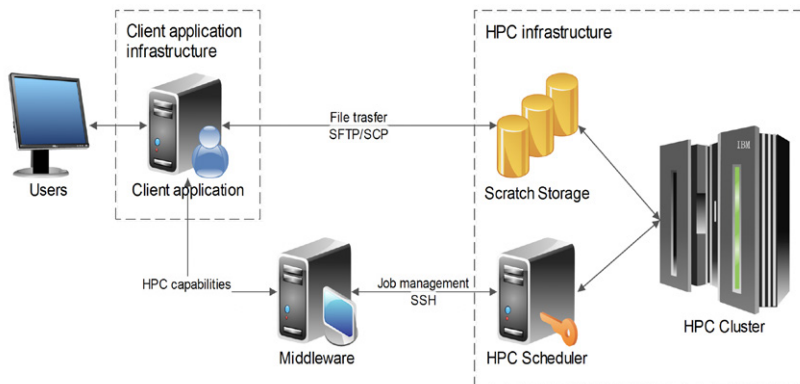 Client application
infrastructure
HPC infrastructure
File trasfer
SFTP/SCP
IBM
Users
Client application
Scratch Storage
HPC capabilities
Job management
SSH
Middleware
HPC Scheduler
HPC Cluster